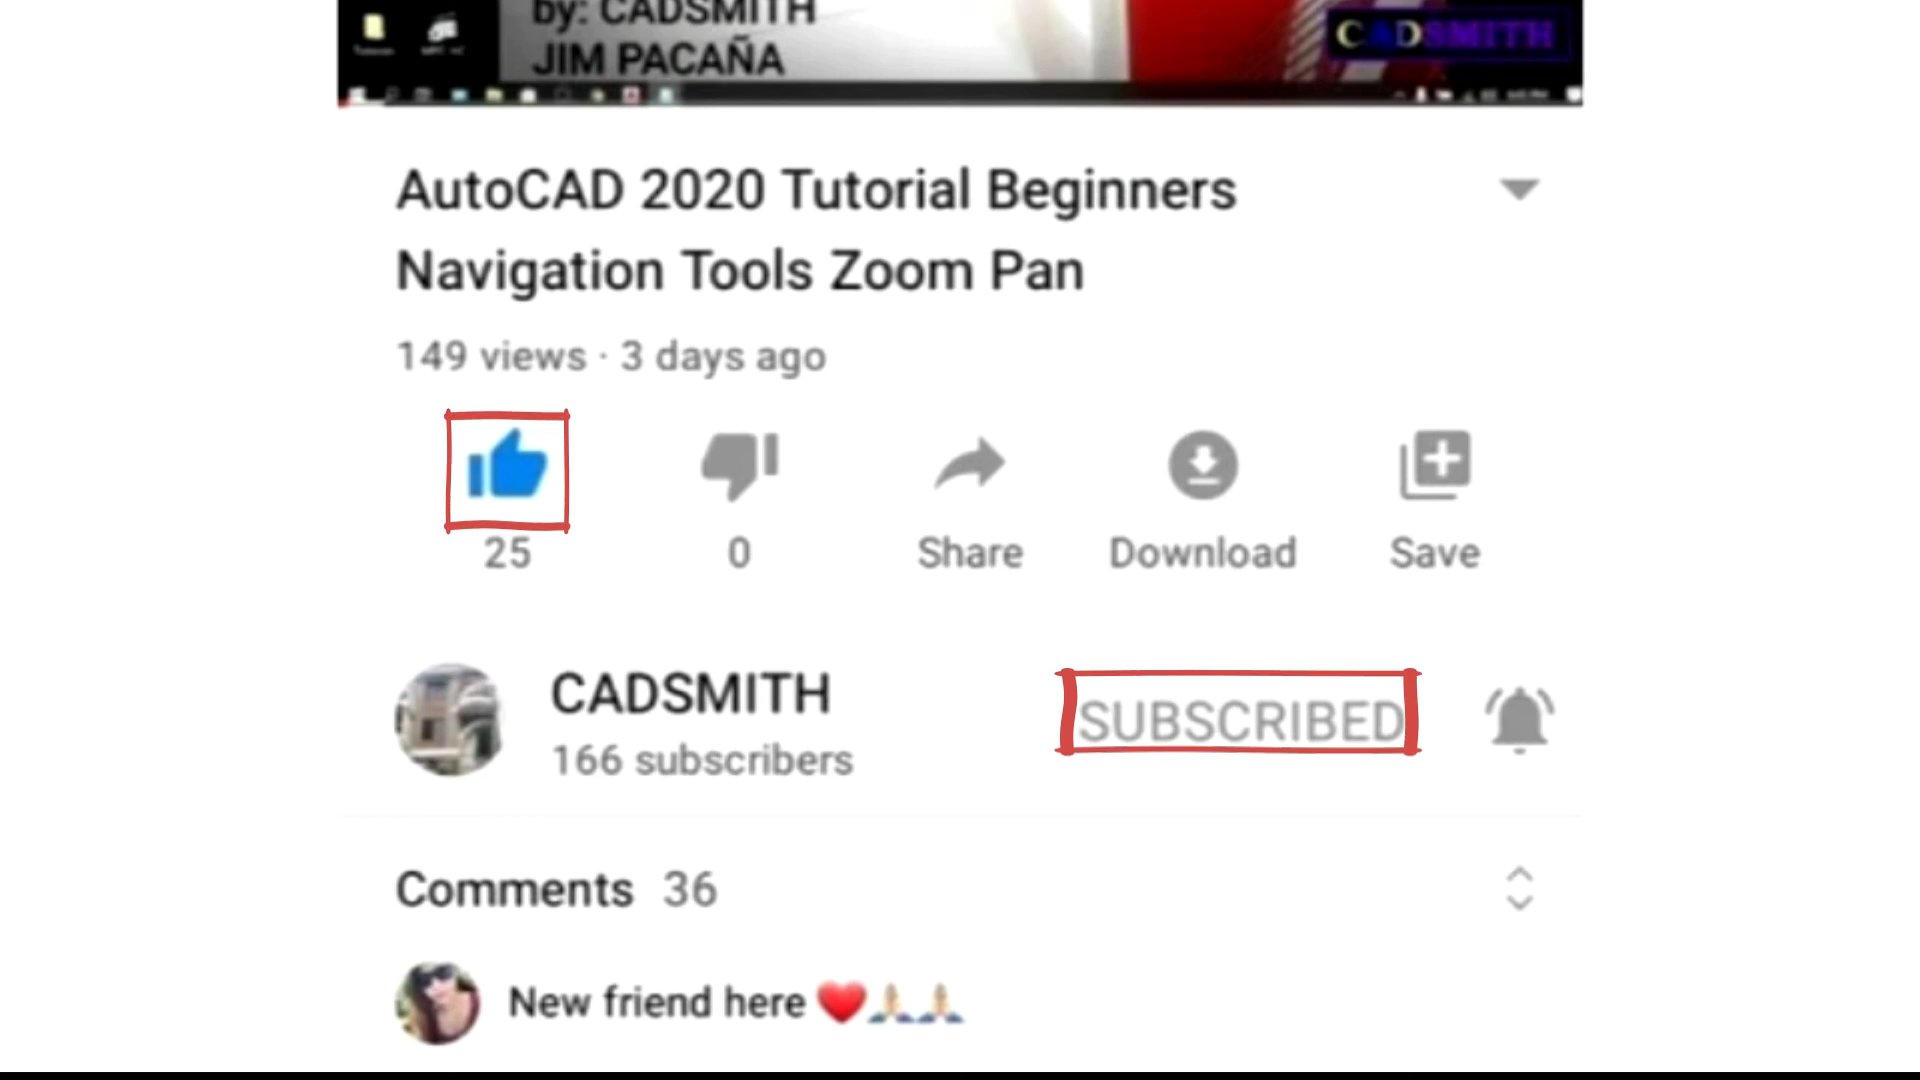 by: CADSMITH
JIM PACAÑA
CADSMITH
AutoCAD 2020 Tutorial Beginners
Navigation Tools Zoom Pan
149 views · 3 days ago
25
0
Share
Download
Save
CADSMITH
166 subscribers
SUBSCRIBED
Comments 36
New friend here ❤️🙏🏼🙏🏼